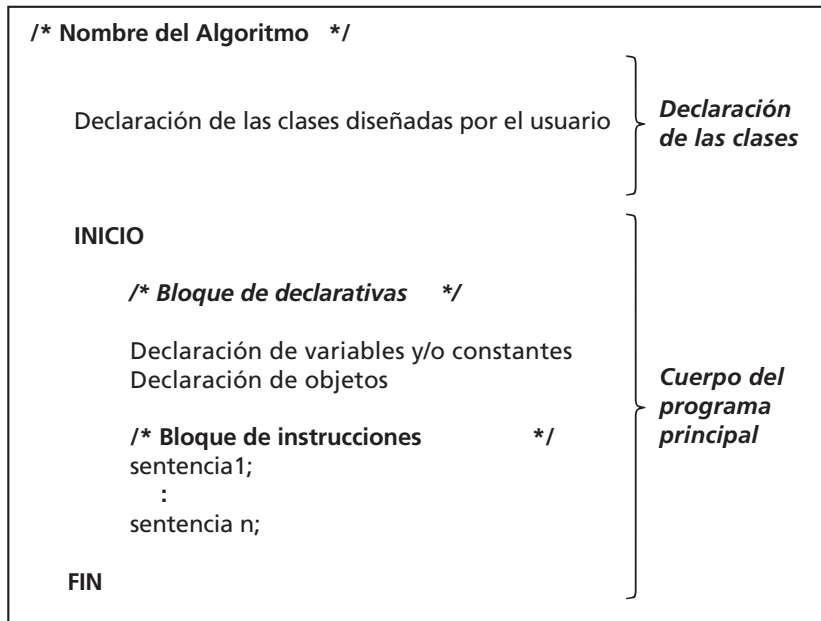 /* Nombre del Algoritmo */
Declaración de las clases diseñadas por el usuario
Declaración
de las clases
INICIO
/* Bloque de declarativas */
Declaración de variables y/o constantes
Declaración de objetos
/* Bloque de instrucciones */
sentencia1;
:
sentencia n;
Cuerpo del
programa
principal
FIN